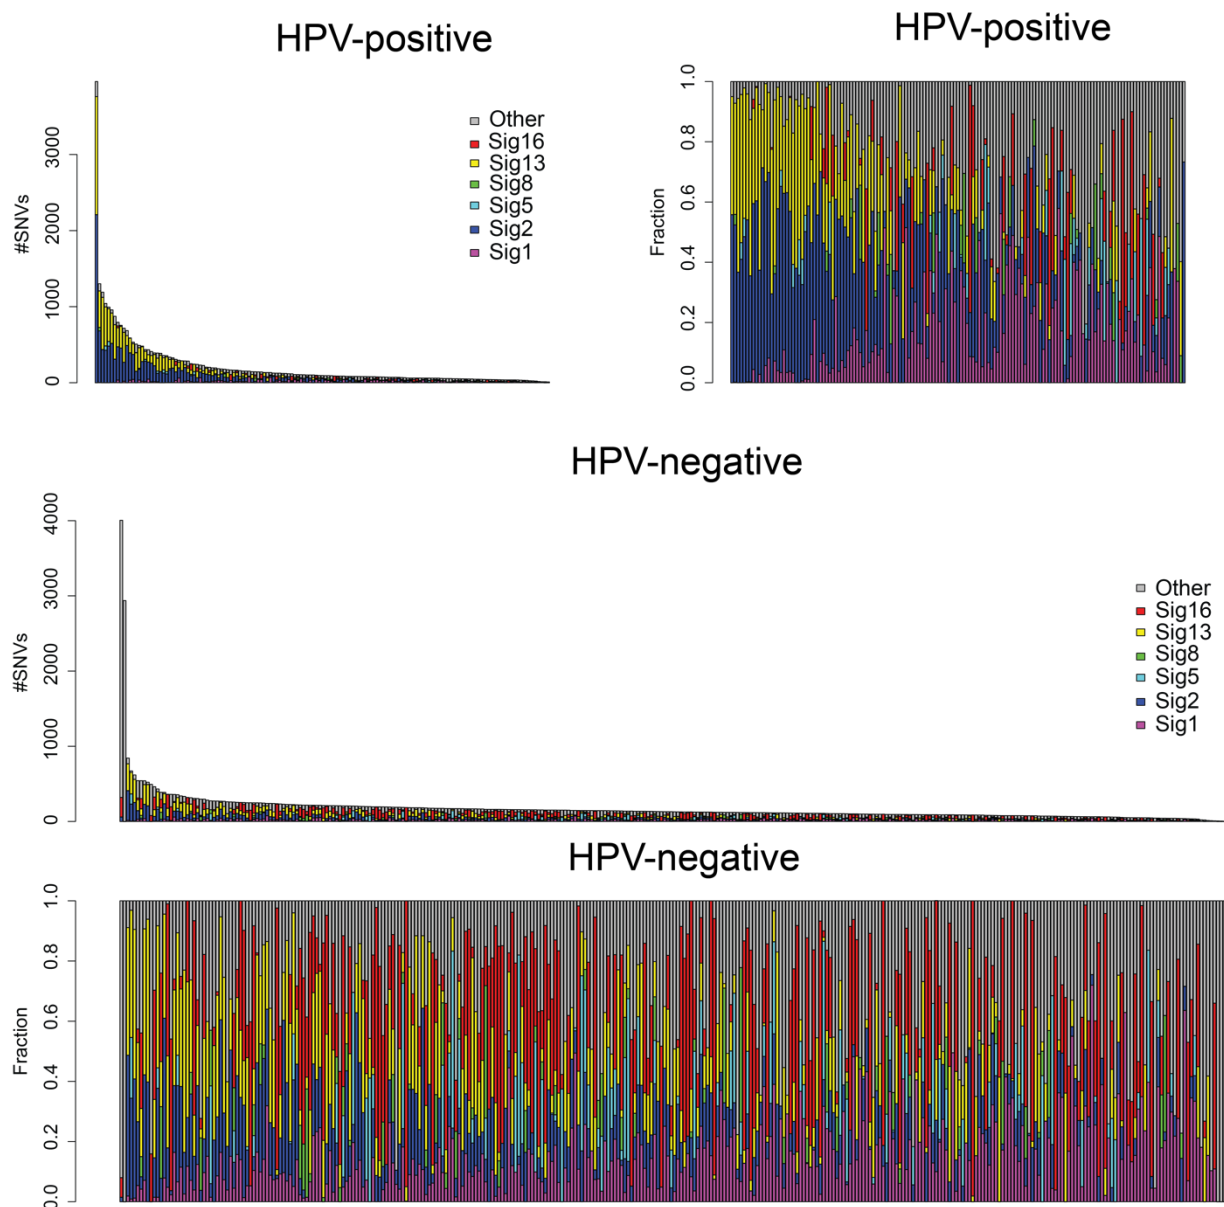 HPV-positive
#SNVs
3000
2000
1000
0
Other
Sig16
Sig13
Sig8
Sig5
Sig2
Sig1
HPV-positive
Fraction
1.0
0.8
0.6
0.4
0.2
0.0
HPV-negative
#SNVs
4000
3000
2000
1000
0
Other
Sig16
Sig13
Sig8
Sig5
Sig2
Sig1
HPV-negative
Fraction
1.0
0.8
0.6
0.4
0.2
0.0